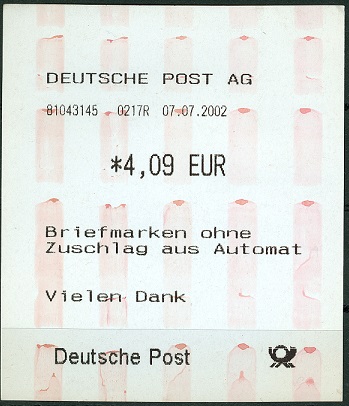 DEUTSCHE POST AG
81043145 0217R 07.07.2002
*4,09 EUR
Briefmarken ohne
Zuschlag aus Automat
Vielen Dank
Deutsche Post